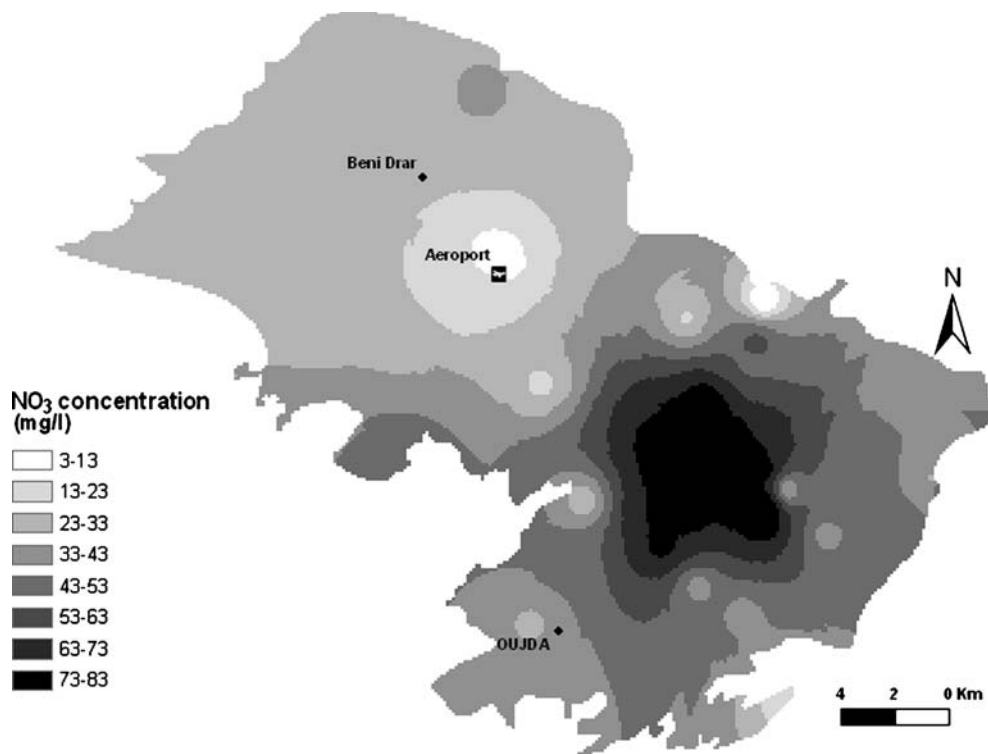 Beni Drar
Aeroport
N
NO3 concentration
(mg/l)
3-13
13-23
23-33
33-43
43-53
53-63
63-73
73-83
OUJDA
4 2 0 Km